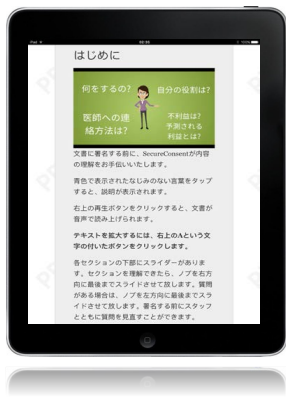 iPad
はじめに
何をするの?
自分の役割は?
医師への連
絡方法は?
不利益は?
予測される
利益とは?
文書に署名する前に、SecureConsentが内容
の理解をお手伝いいたします。
青色で表示されたなじみのない言葉をタップ
すると、説明が表示されます。
右上の再生ボタンをクリックすると、文書が
音声で読み上げられます。
テキストを拡大するには、右上のAという文
字の付いたボタンをクリックします。
各セクションの下部にスライダーがありま
す。セクションを理解できたら、ノブを右方
向に最後までスライドさせて放します。質問
がある場合は、ノブを左方向に最後までスラ
イドさせて放します。署名する前にスタッフ
とともに質問を見直すことができます。